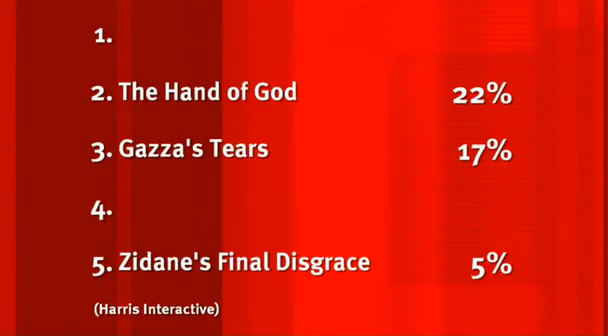 1.
2. The Hand of God 22%
3. Gazza's Tears 17%
4.
5. Zidane's Final Disgrace 5%
(Harris Interactive)